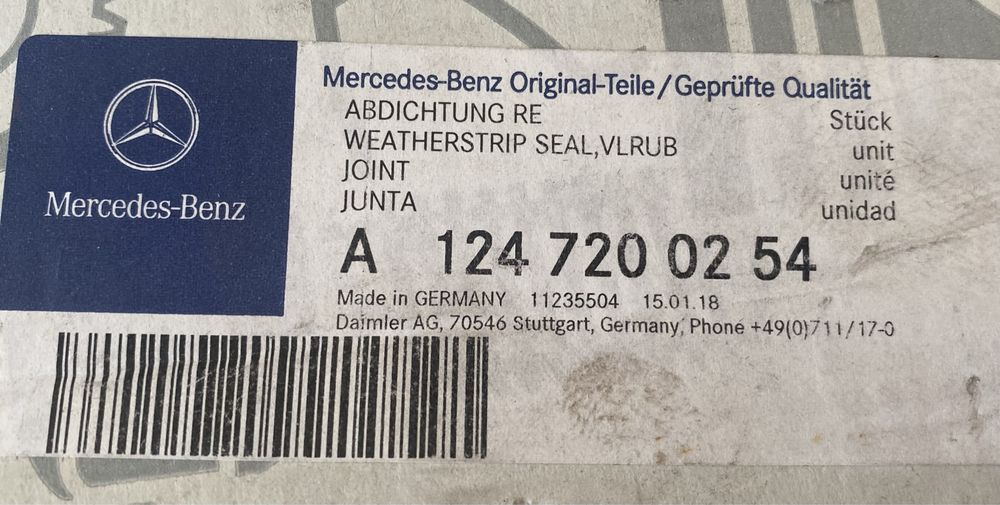 Mercedes-Benz
Mercedes-Benz Original-Teile/Geprüfte Qualität
ABDICHTUNG RE Stück
WEATHERSTRIP SEAL,VLRUB unit
JOINT unité
JUNTA unidad
A 124 720 02 54
Made in GERMANY 11235504 15.01.18
Daimler AG, 70546 Stuttgart, Germany, Phone +49(0)711/17-0